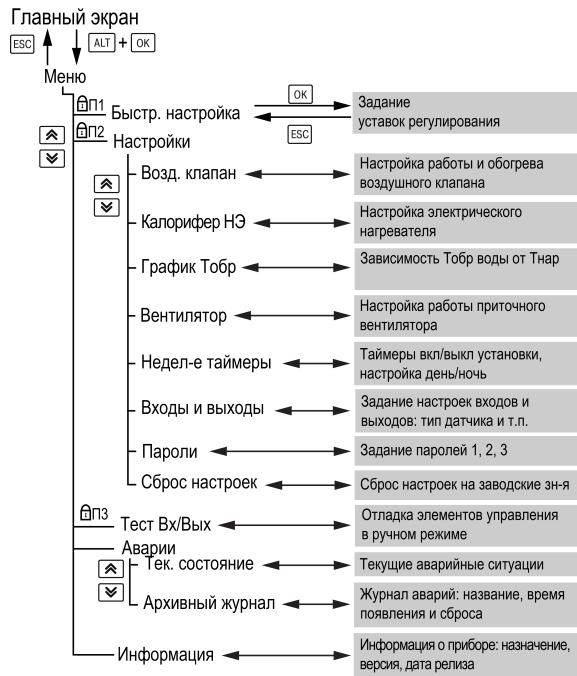 Главный экран
ESC ALT + OK
Меню
П1 Быстр. настройка OK ESC Задание
уставок регулирования
П2 Настройки
Возд. клапан Настройка работы и обогрева
воздушного клапана
Калорифер НЭ Настройка электрического
нагревателя
График Тобр Зависимость Тобр воды от Тнар
Вентилятор Настройка работы приточного
вентилятора
Недел-е таймеры Таймеры вкл/выкл установки,
настройка день/ночь
Входы и выходы Задание настроек входов и
выходов: тип датчика и т.п.
Пароли Задание паролей 1, 2, 3
Сброс настроек Сброс настроек на заводские зн-я
П3 Тест Вх/Вых Отладка элементов управления
в ручном режиме
Аварии
Тек. состояние Текущие аварийные ситуации
Архивный журнал Журнал аварий: название, время
появления и сброса
Информация Информация о приборе: назначение,
версия, дата релиза